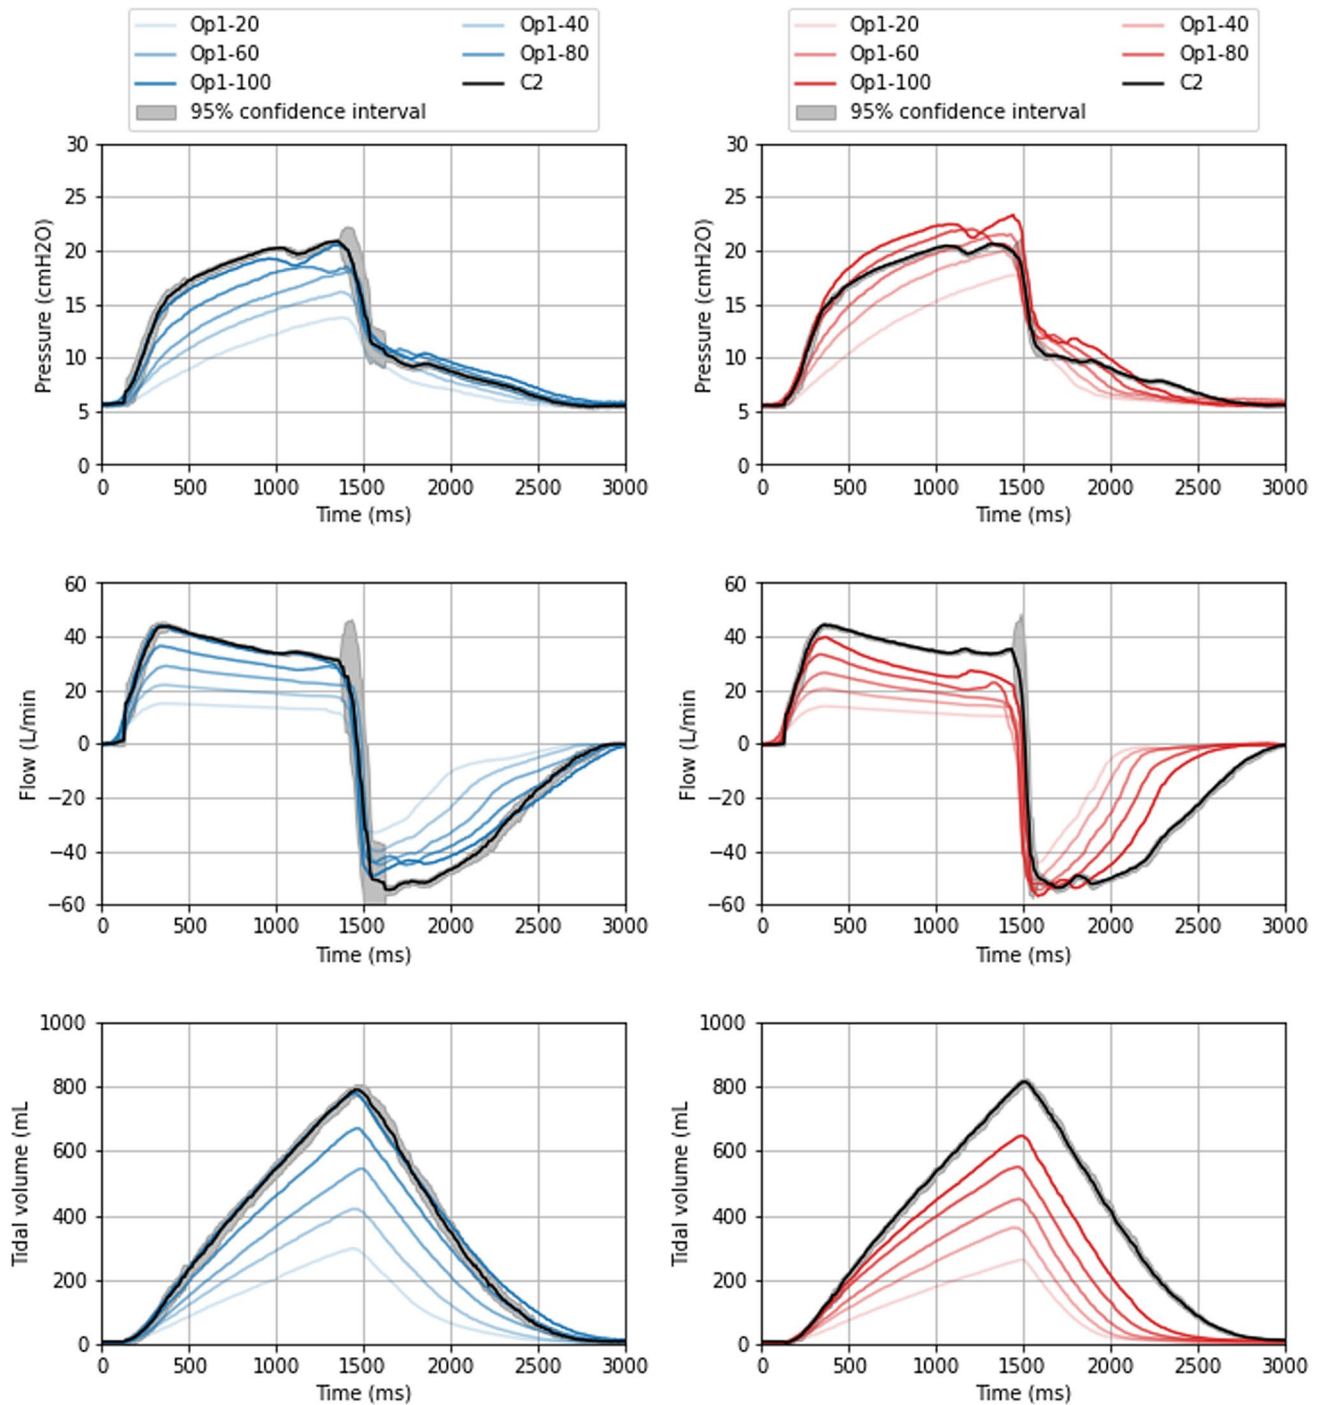 Op1-20 Op1-40
Op1-60 Op1-80
Op1-100 C2
95% confidence interval
Op1-20 Op1-40
Op1-60 Op1-80
Op1-100 C2
95% confidence interval
30
25
20
15
10
5
0
Pressure (cmH2O)
0 500 1000 1500 2000 2500 3000
Time (ms)
30
25
20
15
10
5
0
Pressure (cmH2O)
0 500 1000 1500 2000 2500 3000
Time (ms)
60
40
20
0
−20
−40
−60
Flow (L/min
0 500 1000 1500 2000 2500 3000
Time (ms)
60
40
20
0
−20
−40
−60
Flow (L/min
0 500 1000 1500 2000 2500 3000
Time (ms)
1000
800
600
400
200
0
Tidal volume (mL
0 500 1000 1500 2000 2500 3000
Time (ms)
1000
800
600
400
200
0
Tidal volume (mL
0 500 1000 1500 2000 2500 3000
Time (ms)